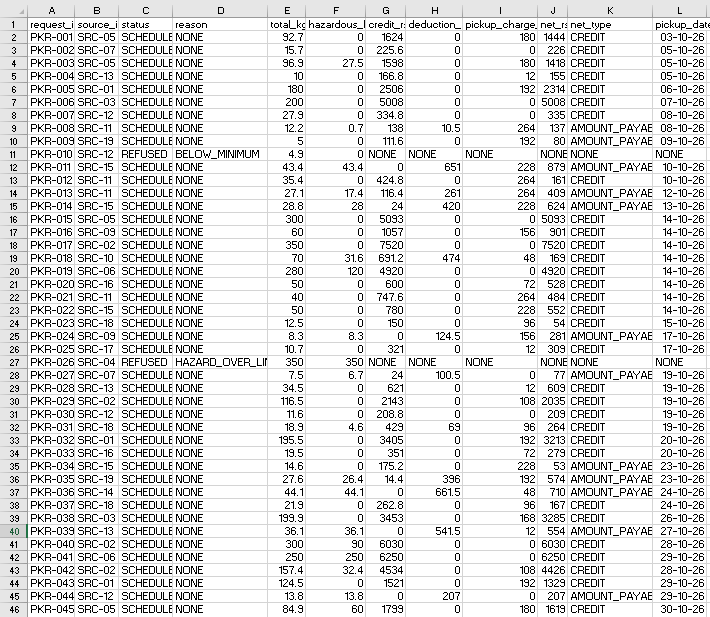 A B C D E F G H I J K L
1 request_i source_i status reason total_kg hazardous_l credit_rs deduction_ pickup_charge_ net_rs net_type pickup_date
2 PKR-001 SRC-05 SCHEDULE NONE 92.7 0 1624 0 180 1444 CREDIT 03-10-26
3 PKR-002 SRC-07 SCHEDULE NONE 15.7 0 225.6 0 0 226 CREDIT 05-10-26
4 PKR-003 SRC-05 SCHEDULE NONE 96.9 27.5 1598 0 180 1418 CREDIT 05-10-26
5 PKR-004 SRC-13 SCHEDULE NONE 10 0 166.8 0 12 155 CREDIT 05-10-26
6 PKR-005 SRC-01 SCHEDULE NONE 180 0 2506 0 192 2314 CREDIT 06-10-26
7 PKR-006 SRC-03 SCHEDULE NONE 200 0 5008 0 0 5008 CREDIT 07-10-26
8 PKR-007 SRC-12 SCHEDULE NONE 27.9 0 334.8 0 0 335 CREDIT 08-10-26
9 PKR-008 SRC-11 SCHEDULE NONE 12.2 0.7 138 10.5 264 137 AMOUNT_PAYAB 08-10-26
10 PKR-009 SRC-19 SCHEDULE NONE 5 0 111.6 0 192 80 AMOUNT_PAYAB 09-10-26
11 PKR-010 SRC-12 REFUSED BELOW_MINIMUM 4.9 0 NONE NONE NONE NONE NONE NONE
12 PKR-011 SRC-15 SCHEDULE NONE 43.4 43.4 0 651 228 879 AMOUNT_PAYAB 10-10-26
13 PKR-012 SRC-11 SCHEDULE NONE 35.4 0 424.8 0 264 161 CREDIT 10-10-26
14 PKR-013 SRC-11 SCHEDULE NONE 27.1 17.4 116.4 261 264 409 AMOUNT_PAYAB 12-10-26
15 PKR-014 SRC-15 SCHEDULE NONE 28.8 28 24 420 228 624 AMOUNT_PAYAB 13-10-26
16 PKR-015 SRC-05 SCHEDULE NONE 300 0 5093 0 0 5093 CREDIT 14-10-26
17 PKR-016 SRC-09 SCHEDULE NONE 60 0 1057 0 156 901 CREDIT 14-10-26
18 PKR-017 SRC-02 SCHEDULE NONE 350 0 7520 0 0 7520 CREDIT 14-10-26
19 PKR-018 SRC-10 SCHEDULE NONE 70 31.6 691.2 474 48 169 CREDIT 14-10-26
20 PKR-019 SRC-06 SCHEDULE NONE 280 120 4920 0 0 4920 CREDIT 14-10-26
21 PKR-020 SRC-16 SCHEDULE NONE 50 0 600 0 72 528 CREDIT 14-10-26
22 PKR-021 SRC-11 SCHEDULE NONE 40 0 747.6 0 264 484 CREDIT 14-10-26
23 PKR-022 SRC-15 SCHEDULE NONE 50 0 780 0 228 552 CREDIT 14-10-26
24 PKR-023 SRC-18 SCHEDULE NONE 12.5 0 150 0 96 54 CREDIT 15-10-26
25 PKR-024 SRC-09 SCHEDULE NONE 8.3 8.3 0 124.5 156 281 AMOUNT_PAYAB 17-10-26
26 PKR-025 SRC-17 SCHEDULE NONE 10.7 0 321 0 12 309 CREDIT 17-10-26
27 PKR-026 SRC-04 REFUSED HAZARD_OVER_LI 350 350 NONE NONE NONE NONE NONE NONE
28 PKR-027 SRC-07 SCHEDULE NONE 7.5 6.7 24 100.5 0 77 AMOUNT_PAYAB 19-10-26
29 PKR-028 SRC-13 SCHEDULE NONE 34.5 0 621 0 12 609 CREDIT 19-10-26
30 PKR-029 SRC-02 SCHEDULE NONE 116.5 0 2143 0 108 2035 CREDIT 19-10-26
31 PKR-030 SRC-12 SCHEDULE NONE 11.6 0 208.8 0 0 209 CREDIT 19-10-26
32 PKR-031 SRC-18 SCHEDULE NONE 18.9 4.6 429 69 96 264 CREDIT 20-10-26
33 PKR-032 SRC-01 SCHEDULE NONE 195.5 0 3405 0 192 3213 CREDIT 20-10-26
34 PKR-033 SRC-16 SCHEDULE NONE 19.5 0 351 0 72 279 CREDIT 23-10-26
35 PKR-034 SRC-15 SCHEDULE NONE 14.6 0 175.2 0 228 53 AMOUNT_PAYAB 23-10-26
36 PKR-035 SRC-19 SCHEDULE NONE 27.6 26.4 14.4 396 192 574 AMOUNT_PAYAB 23-10-26
37 PKR-036 SRC-14 SCHEDULE NONE 44.1 44.1 0 661.5 48 710 AMOUNT_PAYAB 24-10-26
38 PKR-037 SRC-18 SCHEDULE NONE 21.9 0 262.8 0 96 167 CREDIT 24-10-26
39 PKR-038 SRC-03 SCHEDULE NONE 199.9 0 3453 0 168 3285 CREDIT 26-10-26
40 PKR-039 SRC-13 SCHEDULE NONE 36.1 36.1 0 541.5 12 554 AMOUNT_PAYAB 27-10-26
41 PKR-040 SRC-02 SCHEDULE NONE 300 90 6030 0 0 6030 CREDIT 28-10-26
42 PKR-041 SRC-06 SCHEDULE NONE 250 250 6250 0 0 6250 CREDIT 28-10-26
43 PKR-042 SRC-02 SCHEDULE NONE 157.4 32.4 4534 0 108 4426 CREDIT 28-10-26
44 PKR-043 SRC-01 SCHEDULE NONE 124.5 0 1521 0 192 1329 CREDIT 29-10-26
45 PKR-044 SRC-12 SCHEDULE NONE 13.8 13.8 0 207 0 207 AMOUNT_PAYAB 29-10-26
46 PKR-045 SRC-05 SCHEDULE NONE 84.9 60 1799 0 180 1619 CREDIT 30-10-26